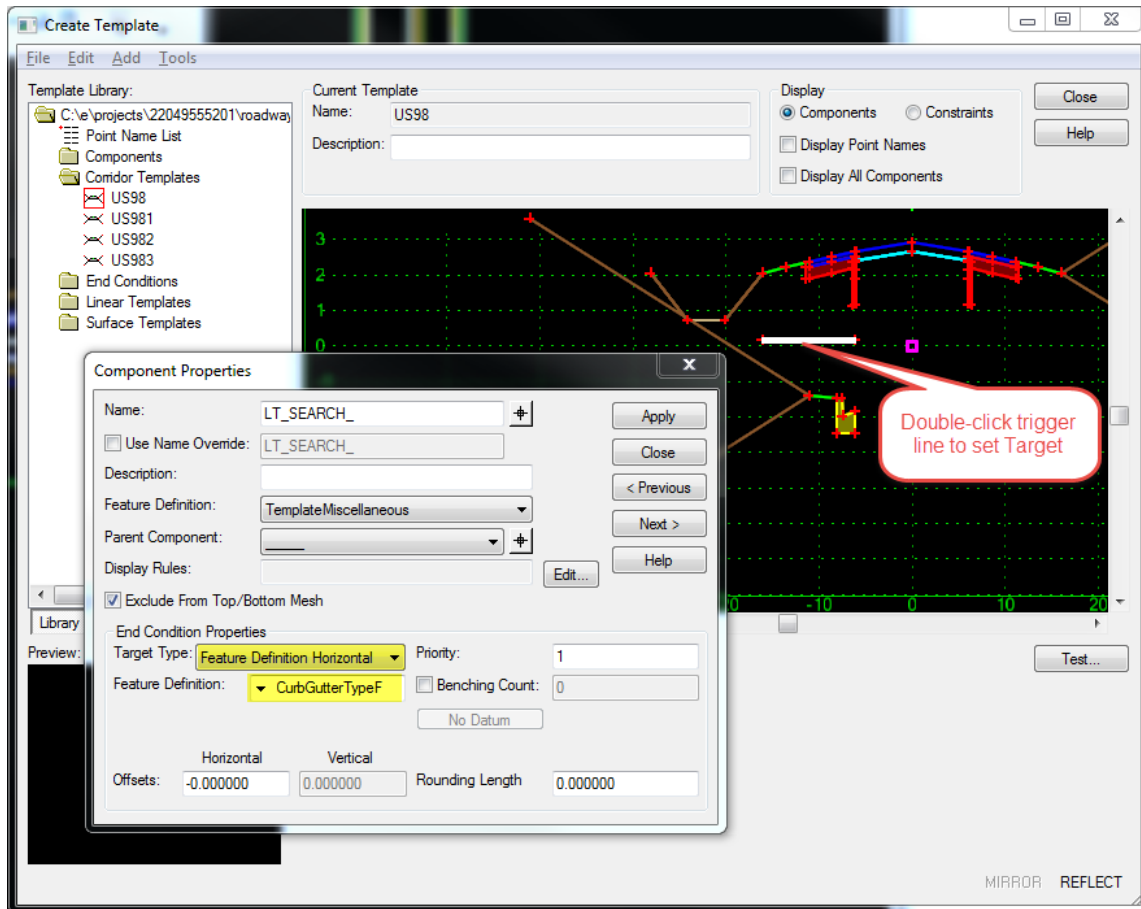 Create Template
File Edit Add Tools
Template Library:
C:\e\projects\22049555201\roadway
Point Name List
Components
Corridor Templates
US98
US981
US982
US983
End Conditions
Linear Templates
Surface Templates
Library
Preview:
Current Template
Name: US98
Description:
Display
Components Constraints
Display Point Names
Display All Components
Close
Help
3
2
1
0
-10 0 10 20
Double-click trigger
line to set Target
Test...
MIRROR REFLECT
Component Properties
x
Name: LT_SEARCH_
Use Name Override: LT_SEARCH_
Description:
Feature Definition: TemplateMiscellaneous
Parent Component: _____
Display Rules: Edit...
Exclude From Top/Bottom Mesh
Apply
Close
< Previous
Next >
Help
End Condition Properties
Target Type: Feature Definition Horizontal Priority: 1
Feature Definition: CurbGutterTypeF Benching Count: 0
No Datum
Horizontal Vertical
Offsets: -0.000000 0.000000 Rounding Length 0.000000